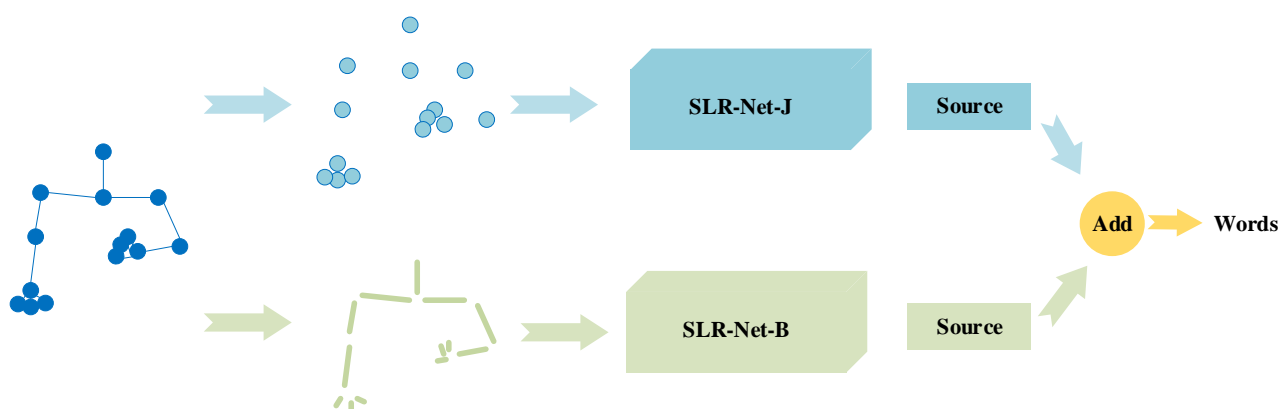 SLR-Net-J
Source
Add
Words
SLR-Net-B
Source